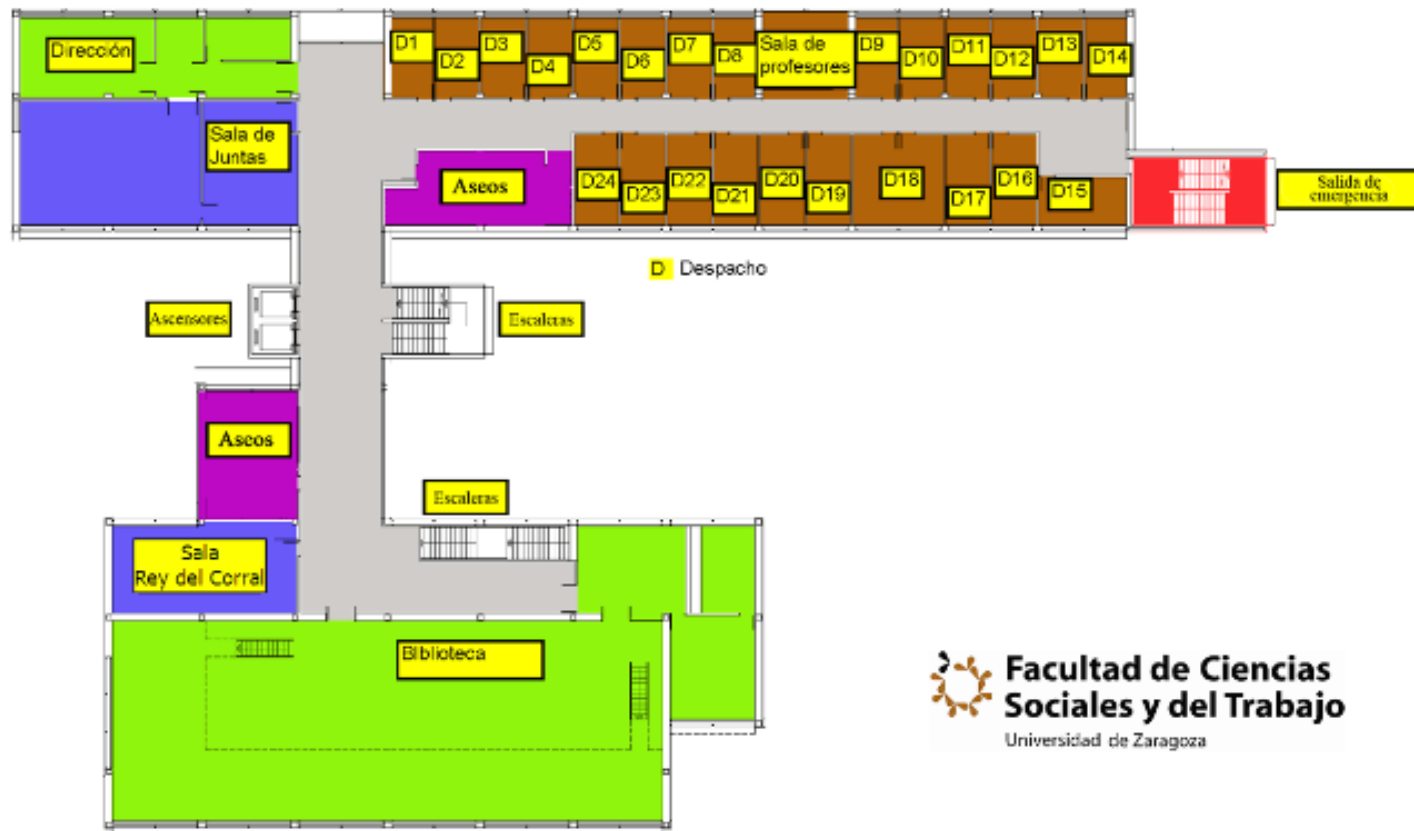 Dirección
D1
D2
D3
D4
D5
D6
D7
D8
Sala de
profesores
D9
D10
D11
D12
D13
D14
Sala de
Juntas
Aseos
D24
D23
D22
D21
D20
D19
D18
D17
D16
D15
Salida de
emergencia
D Despacho
Ascensores
Escaleras
Aseos
Escaleras
Sala
Rey del Corral
Biblioteca
Facultad de Ciencias
Sociales y del Trabajo
Universidad de Zaragoza